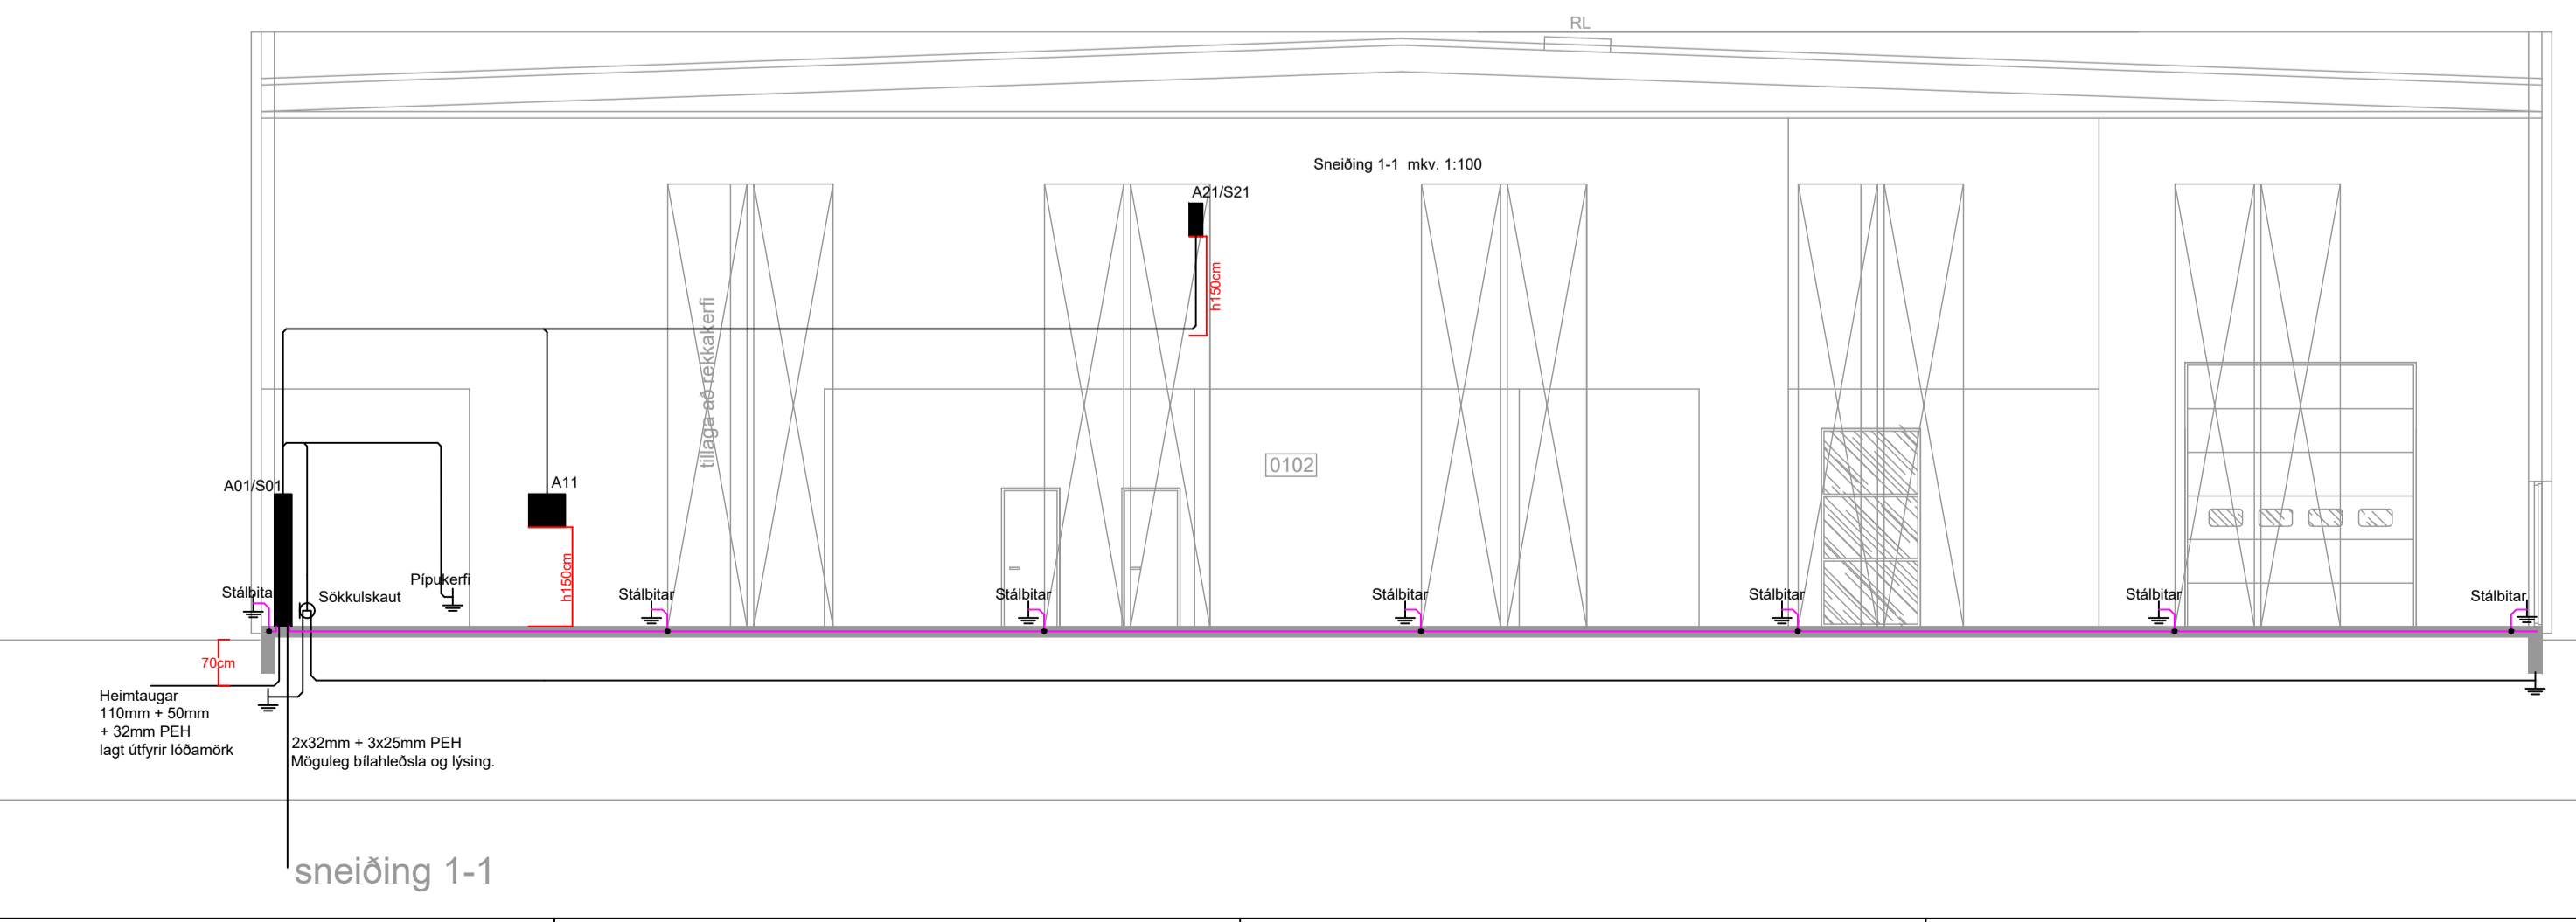 RL
Sneiðing 1-1 mkv. 1:100
A21/S21
h150cm
tillaga að rekkakerfi
0102
A01/S01
A11
h150cm
Pípukerfi
Stálbitar
Sökkulskaut
Stálbitar
Stálbitar
Stálbitar
Stálbitar
Stálbitar
Stálbitar
70cm
Heimtaugar
110mm + 50mm
+ 32mm PEH
lagt útfyrir lóðamörk
2x32mm + 3x25mm PEH
Möguleg bílahleðsla og lýsing.
sneiðing 1-1